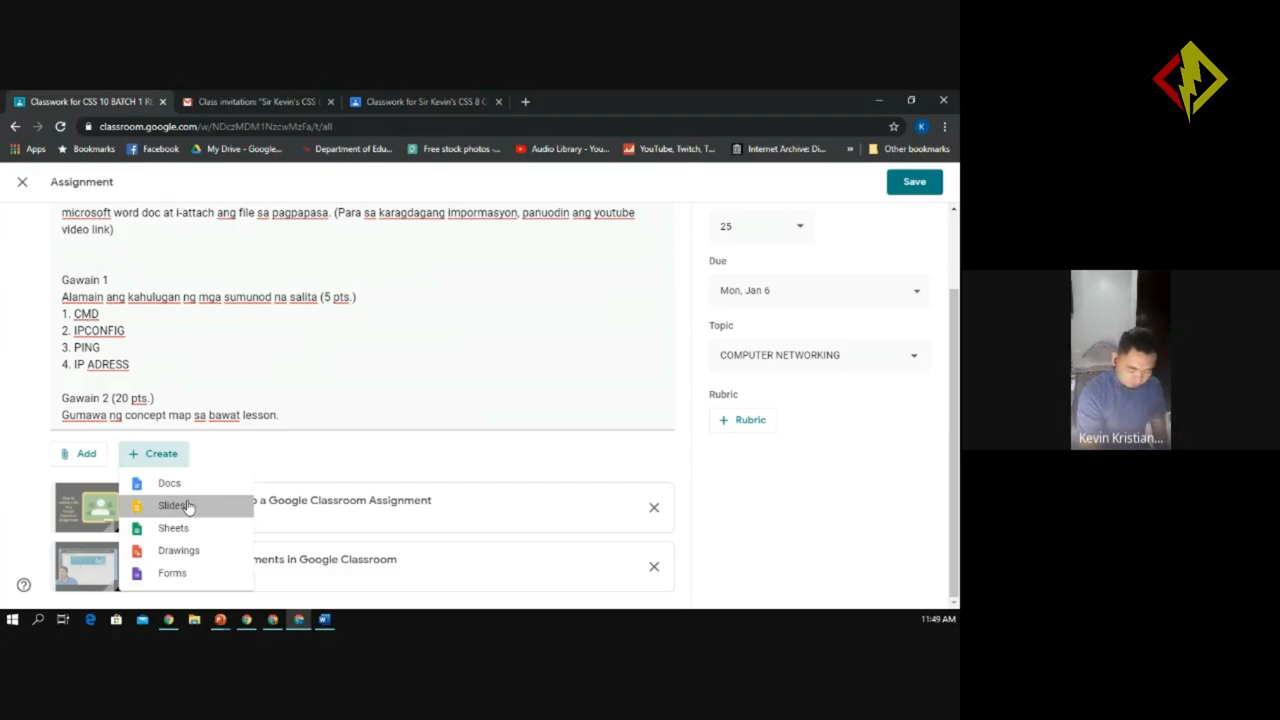 Classwork for CSS 10 BATCH 1 RE
Class invitation: "Sir Kevin's CSS
Classwork for Sir Kevin's CSS 8 C
classroom.google.com/w/NDczMDM1NzcwMzFa/t/all
K
Apps
Bookmarks
Facebook
My Drive - Google...
Department of Edu...
Free stock photos -...
Audio Library - You...
YouTube, Twitch, T...
Internet Archive: Di...
»
Other bookmarks
Assignment
Save
microsoft word doc at i-attach ang file sa pagpapasa. (Para sa karagdagang impormasyon, panuodin ang youtube
video link)
Gawain 1
Alamain ang kahulugan ng mga sumunod na salita (5 pts.)
1. CMD
2. IPCONFIG
3. PING
4. IP ADRESS
Gawain 2 (20 pts.)
Gumawa ng concept map sa bawat lesson.
25
Due
Mon, Jan 6
Topic
COMPUTER NETWORKING
Rubric
+ Rubric
Add
+ Create
Docs
Slides
Sheets
Drawings
Forms
a Google Classroom Assignment
ments in Google Classroom
11:49 AM
Kevin Kristian...